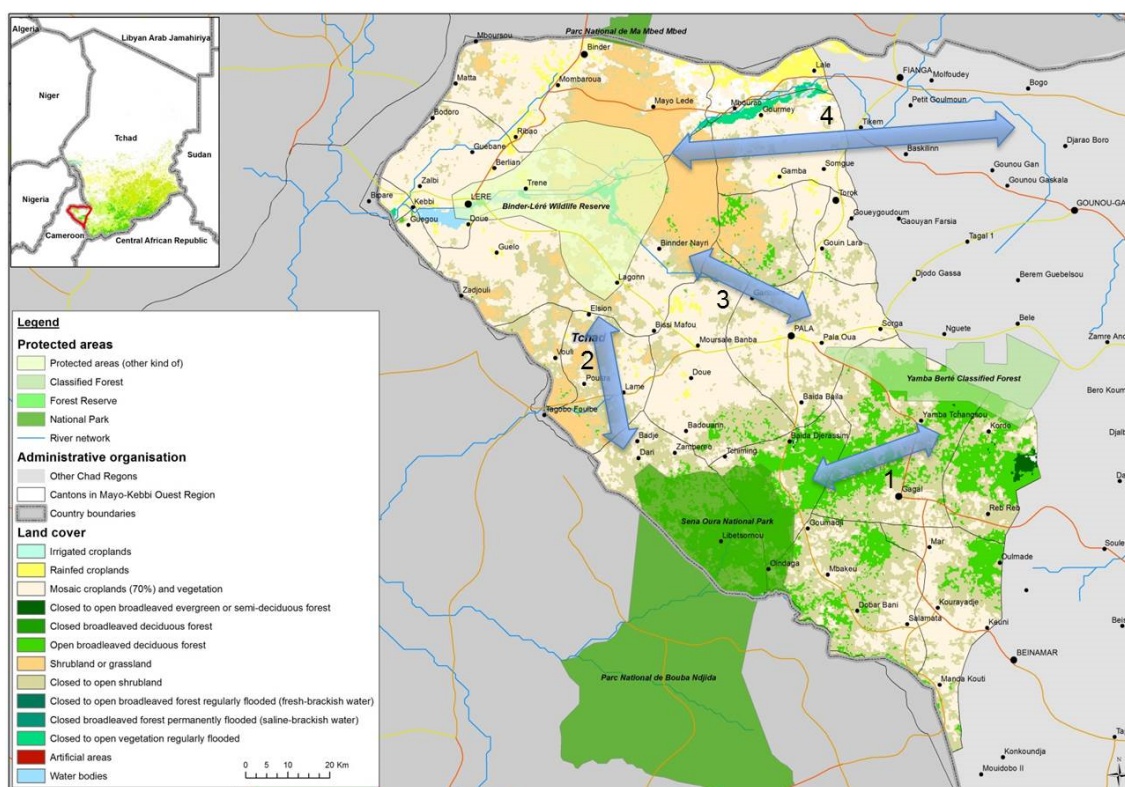 Algeria
Libyan Arab Jamahiriya
Niger
Tchad
Sudan
Nigeria
Cameroon
Central African Republic
Parc National de Ma Mbed Mbed
Mboursou
Binder
Matta
Mombaroua
Lale
FIANGA
Molfoudey
Bogo
Mayo Lede
Mbourao
Gourmey
Petit Goulmoun
Bodoro
4
Tikem
Ribao
Djarao Boro
Guebane
Baskilinn
Berlian
Somgue
Gounou Gan
Gamba
Gounou Gaskala
Zalbi
Trene
Bipare
Kebbi
LERE
Binder-Léré Wildlife Reserve
Torok
GOUNOU-GA
Guegou
Doue
Goueygoudoum
Gaouyan Farsia
Tagal 1
Guelo
Binnder Nayri
Gouin Lara
Lagonn
Djodo Gassa
Berem Guebelsou
Zadjouli
3
Elsion
Bele
Tchad
Bissi Mafou
PALA
Sorga
Nguete
Moursale Banba
Pala Oua
Zamre And
Vouli
2
Doue
Yamba Berté Classified Forest
Lame
Bero Koum
Tagobo Foulbe
Baida Baila
Yamba Tchangsou
Badouarin
Kordo
Badje
Baida Djerassim
Djalb
Dari
Zambere
Tchiming
1
Gagal
Sena Oura National Park
Goumadji
Reb Reb
Libetsomou
Mar
Soule
Oindaga
Mbakeu
Oulmade
Dobar Bani
Kourayadje
Salamata
Keuni
BEINAMAR
Parc National de Bouba Ndjida
Manda Kouti
Konkoundja
Mouidobo II
N
Legend
Protected areas
Protected areas (other kind of)
Classified Forest
Forest Reserve
National Park
River network
Administrative organisation
Other Chad Regons
Cantons in Mayo-Kebbi Ouest Region
Country boundaries
Land cover
Irrigated croplands
Rainfed croplands
Mosaic croplands (70%) and vegetation
Closed to open broadleaved evergreen or semi-deciduous forest
Closed broadleaved deciduous forest
Open broadleaved deciduous forest
Shrubland or grassland
Closed to open shrubland
Closed to open broadleaved forest regularly flooded (fresh-brackish water)
Closed broadleaved forest permanently flooded (saline-brackish water)
Closed to open vegetation regularly flooded
Artificial areas
Water bodies
0 10 20 Km